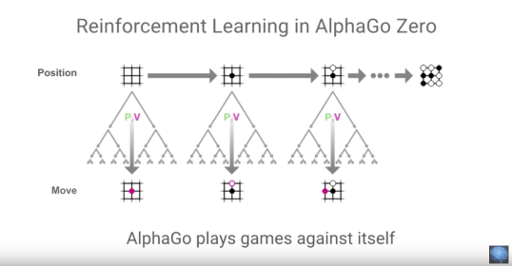 Reinforcement Learning in AlphaGo Zero
Position
P,V
P,V
P,V
Move
AlphaGo plays games against itself